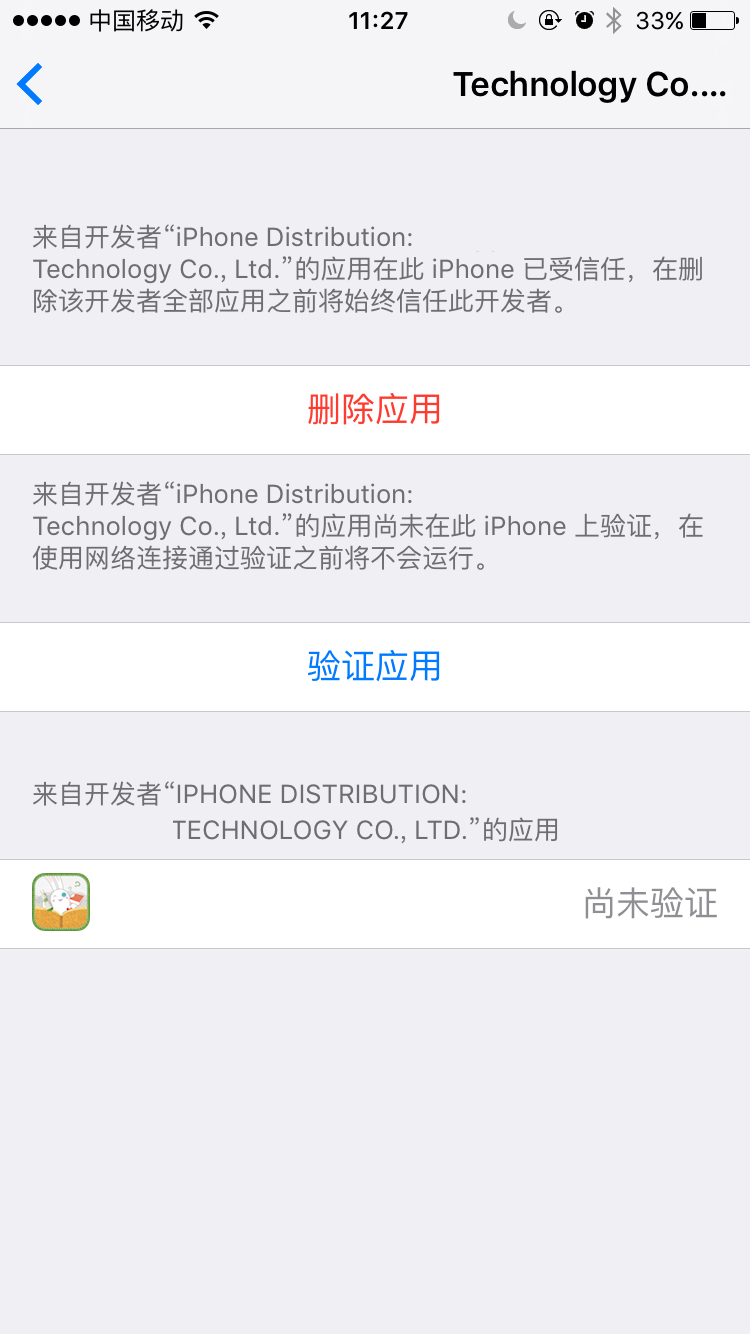 中国移动 11:27 33%
Technology Co....
来自开发者“iPhone Distribution:
Technology Co., Ltd.”的应用在此 iPhone 已受信任，在删
除该开发者全部应用之前将始终信任此开发者。
删除应用
来自开发者“iPhone Distribution:
Technology Co., Ltd.”的应用尚未在此 iPhone 上验证，在
使用网络连接通过验证之前将不会运行。
验证应用
来自开发者“IPHONE DISTRIBUTION:
TECHNOLOGY CO., LTD.”的应用
尚未验证